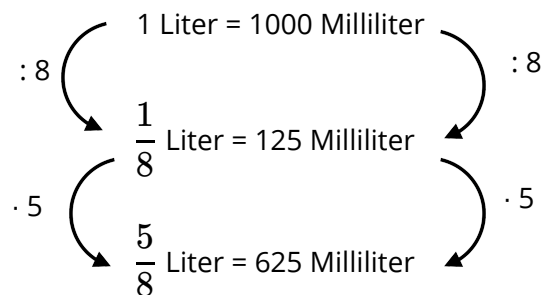 1 Liter = 1000 Milliliter
: 8 : 8
1/8 Liter = 125 Milliliter
· 5 · 5
5/8 Liter = 625 Milliliter